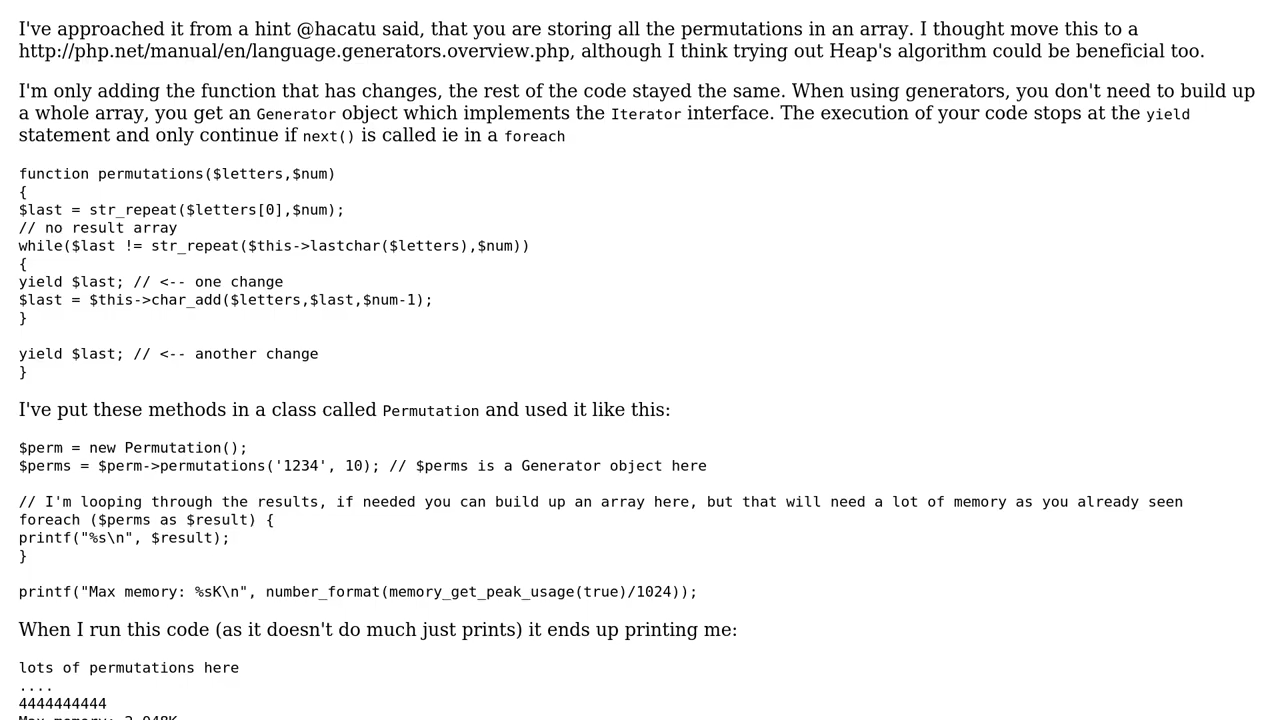 I've approached it from a hint @hacatu said, that you are storing all the permutations in an array. I thought move this to a
http://php.net/manual/en/language.generators.overview.php, although I think trying out Heap's algorithm could be beneficial too.
I'm only adding the function that has changes, the rest of the code stayed the same. When using generators, you don't need to build up
a whole array, you get an Generator object which implements the Iterator interface. The execution of your code stops at the yield
statement and only continue if next() is called ie in a foreach
function permutations($letters,$num)
{
$last = str_repeat($letters[0],$num);
// no result array
while($last != str_repeat($this->lastchar($letters),$num))
{
yield $last; // <-- one change
$last = $this->char_add($letters,$last,$num-1);
}
yield $last; // <-- another change
}
I've put these methods in a class called Permutation and used it like this:
$perm = new Permutation();
$perms = $perm->permutations('1234', 10); // $perms is a Generator object here
// I'm looping through the results, if needed you can build up an array here, but that will need a lot of memory as you already seen
foreach ($perms as $result) {
printf("%s\n", $result);
}
printf("Max memory: %sK\n", number_format(memory_get_peak_usage(true)/1024));
When I run this code (as it doesn't do much just prints) it ends up printing me:
lots of permutations here
....
4444444444
Max memory: 2,048K